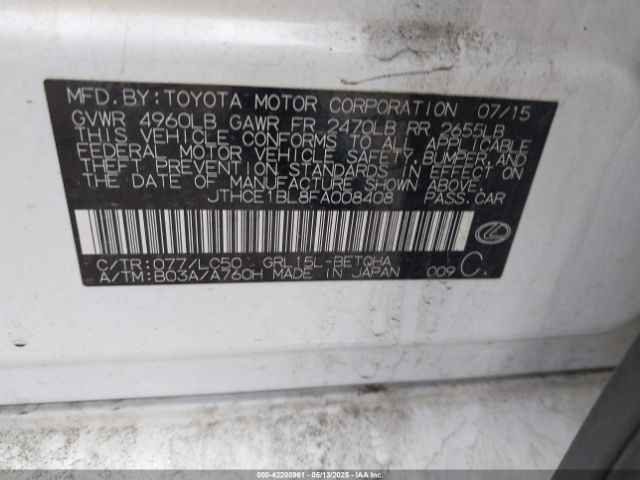 MFD.BY:TOYOTA MOTOR CORPORATION 07/15
GVWR 4960LB GAWR FR 2470LB RR 2655LB
THIS VEHICLE CONFORMS TO ALL APPLICABLE
FEDERAL MOTOR VEHICLE SAFETY,BUMPER,AND
THEFT PREVENTION STANDARDS IN EFFECT ON
THE DATE OF MANUFACTURE SHOWN ABOVE.
JTHCE1BL8FA008408 PASS.CAR
C/TR:077/LC50 GRL15L-BETQHA
A/TM:B03A/A760H MADE IN JAPAN 009 C.
000-42208961 - 05/13/2025 - IAAI.com